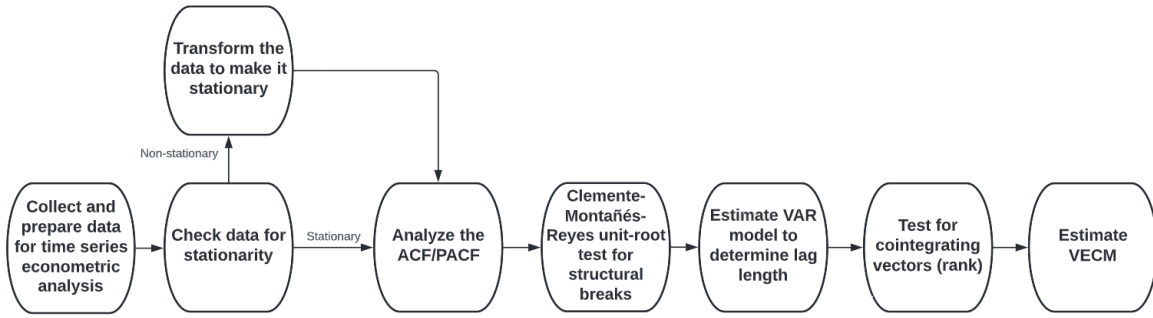 Transform the
data to make it
stationary
Non-stationary
Collect and
prepare data
for time series
econometric
analysis
Check data for
stationarity
Stationary
Analyze the
ACF/PACF
Clemente-
Montañés-
Reyes unit-root
test for
structural
breaks
Estimate VAR
model to
determine lag
length
Test for
cointegrating
vectors (rank)
Estimate
VECM